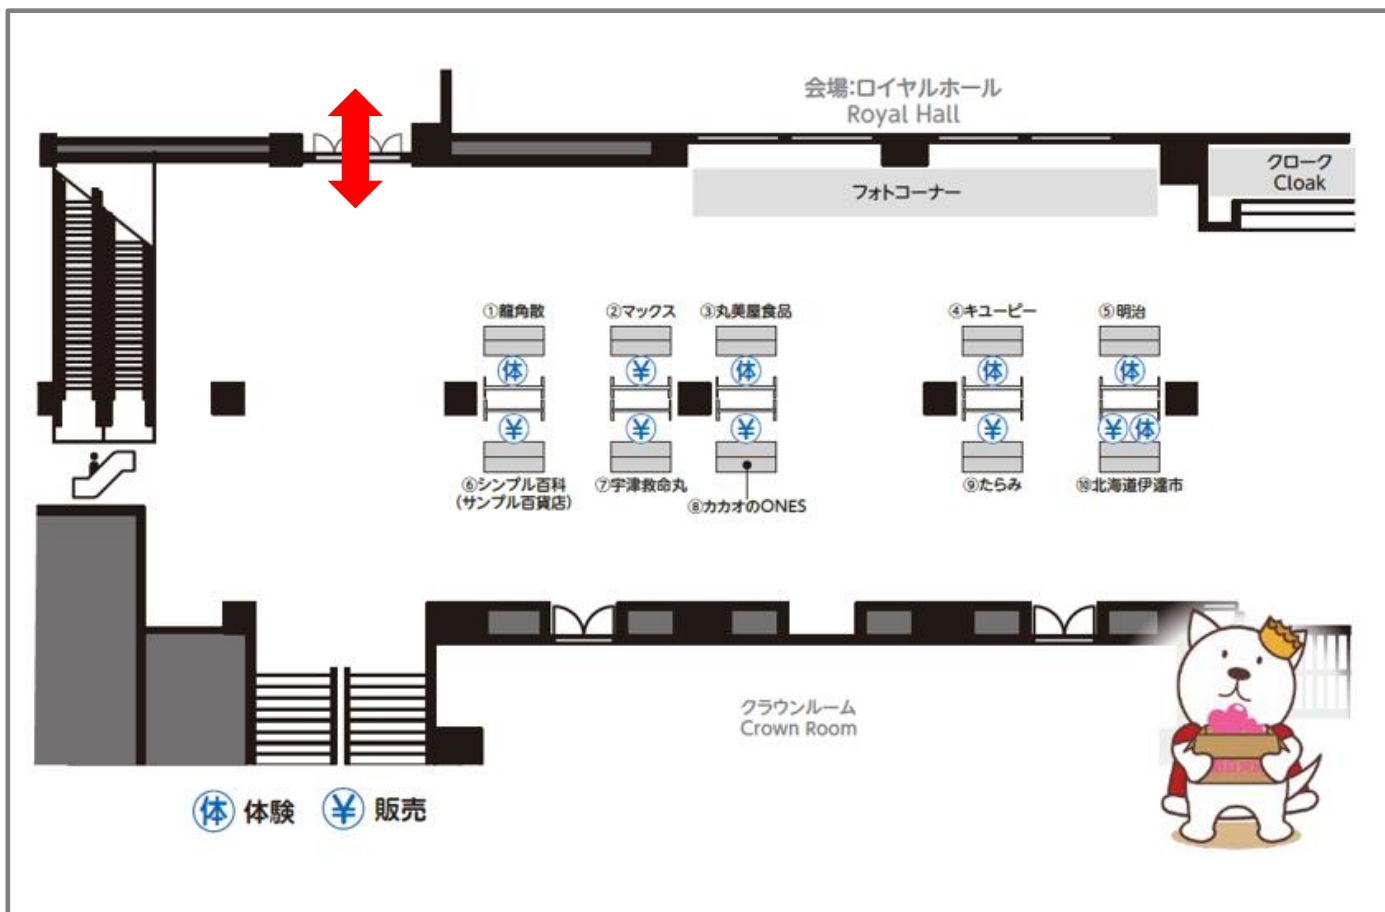 会場:ロイヤルホール
Royal Hall
クローク
Cloak
フォトコーナー
①龍角散
②マックス
③丸美屋食品
④キユーピー
⑤明治
体
¥
体
体
体
¥
¥
¥
¥
¥体
⑥シンプル百科
(サンプル百貨店)
⑦宇津救命丸
⑧カカオのONES
⑨たらみ
⑩北海道伊達市
クラウンルーム
Crown Room
体 体験
¥ 販売